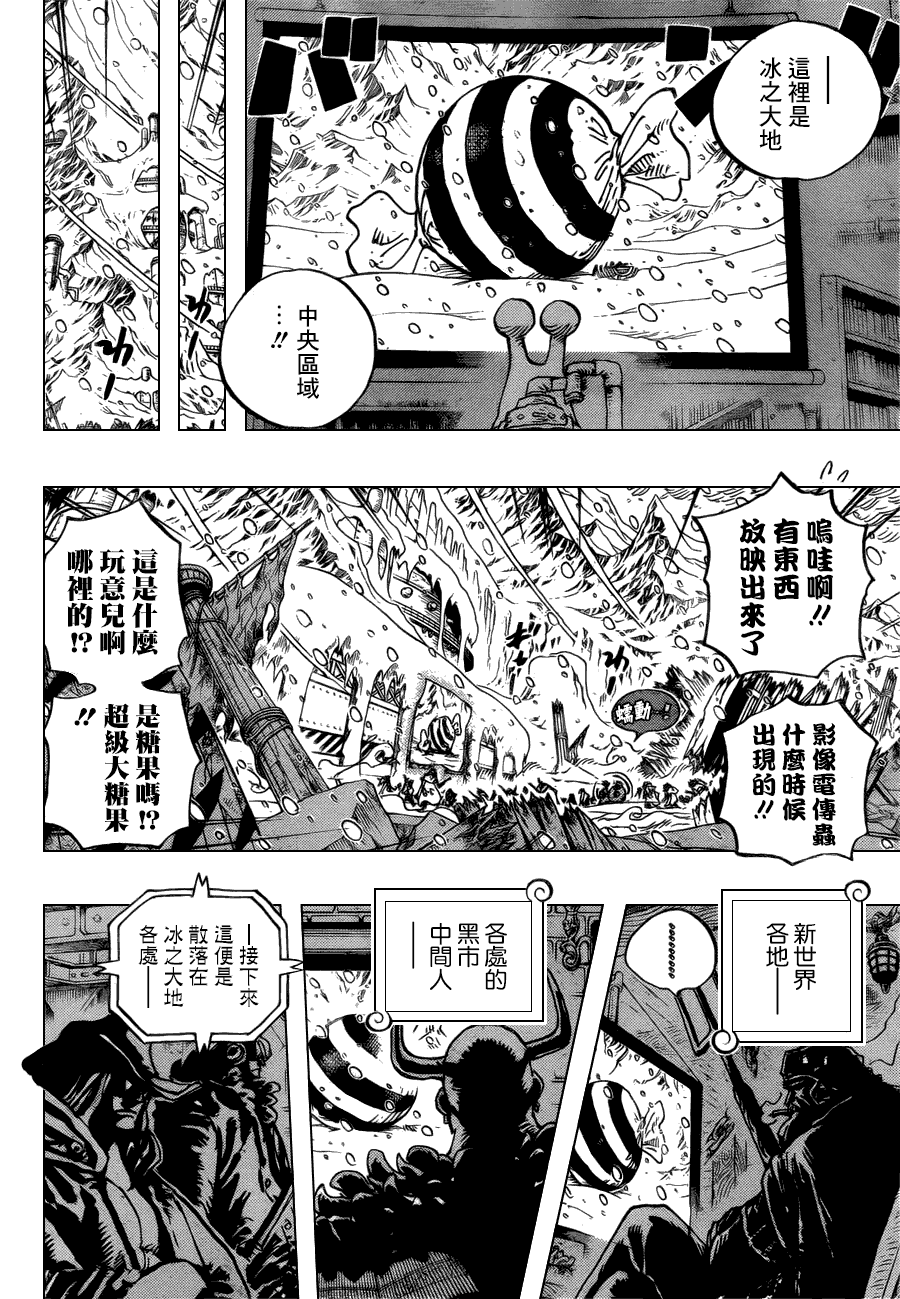 ——
這裡是
冰之大地
中央區域
…!!
嗚哇啊!!
有東西
放映出來了
影像電傳蟲
什麼時候
出現的!!
蠕動…!
這是什麼
玩意兒啊
哪裡的!?
是糖果嗎!?
超級大糖果
!!
新世界
各地——
………
各處的
黑市
中間人
——
—接下來
這便是
散落在
冰之大地
各處——